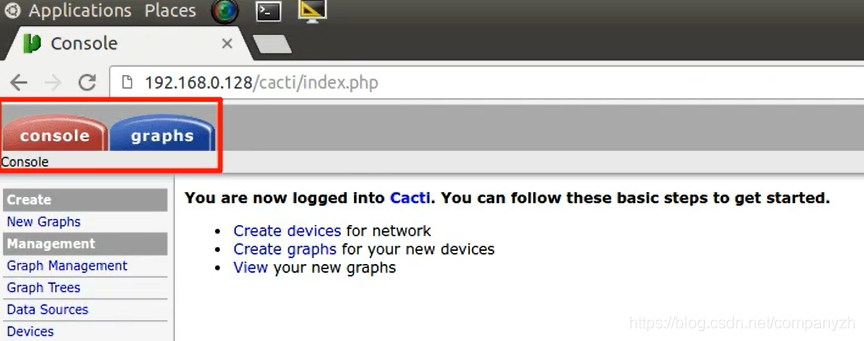 Applications Places
Console
192.168.0.128/cacti/index.php
console graphs
Console
Create
New Graphs
Management
Graph Management
Graph Trees
Data Sources
Devices
You are now logged into Cacti. You can follow these basic steps to get started.
• Create devices for network
• Create graphs for your new devices
• View your new graphs
https://blog.csdn.net/companyzh